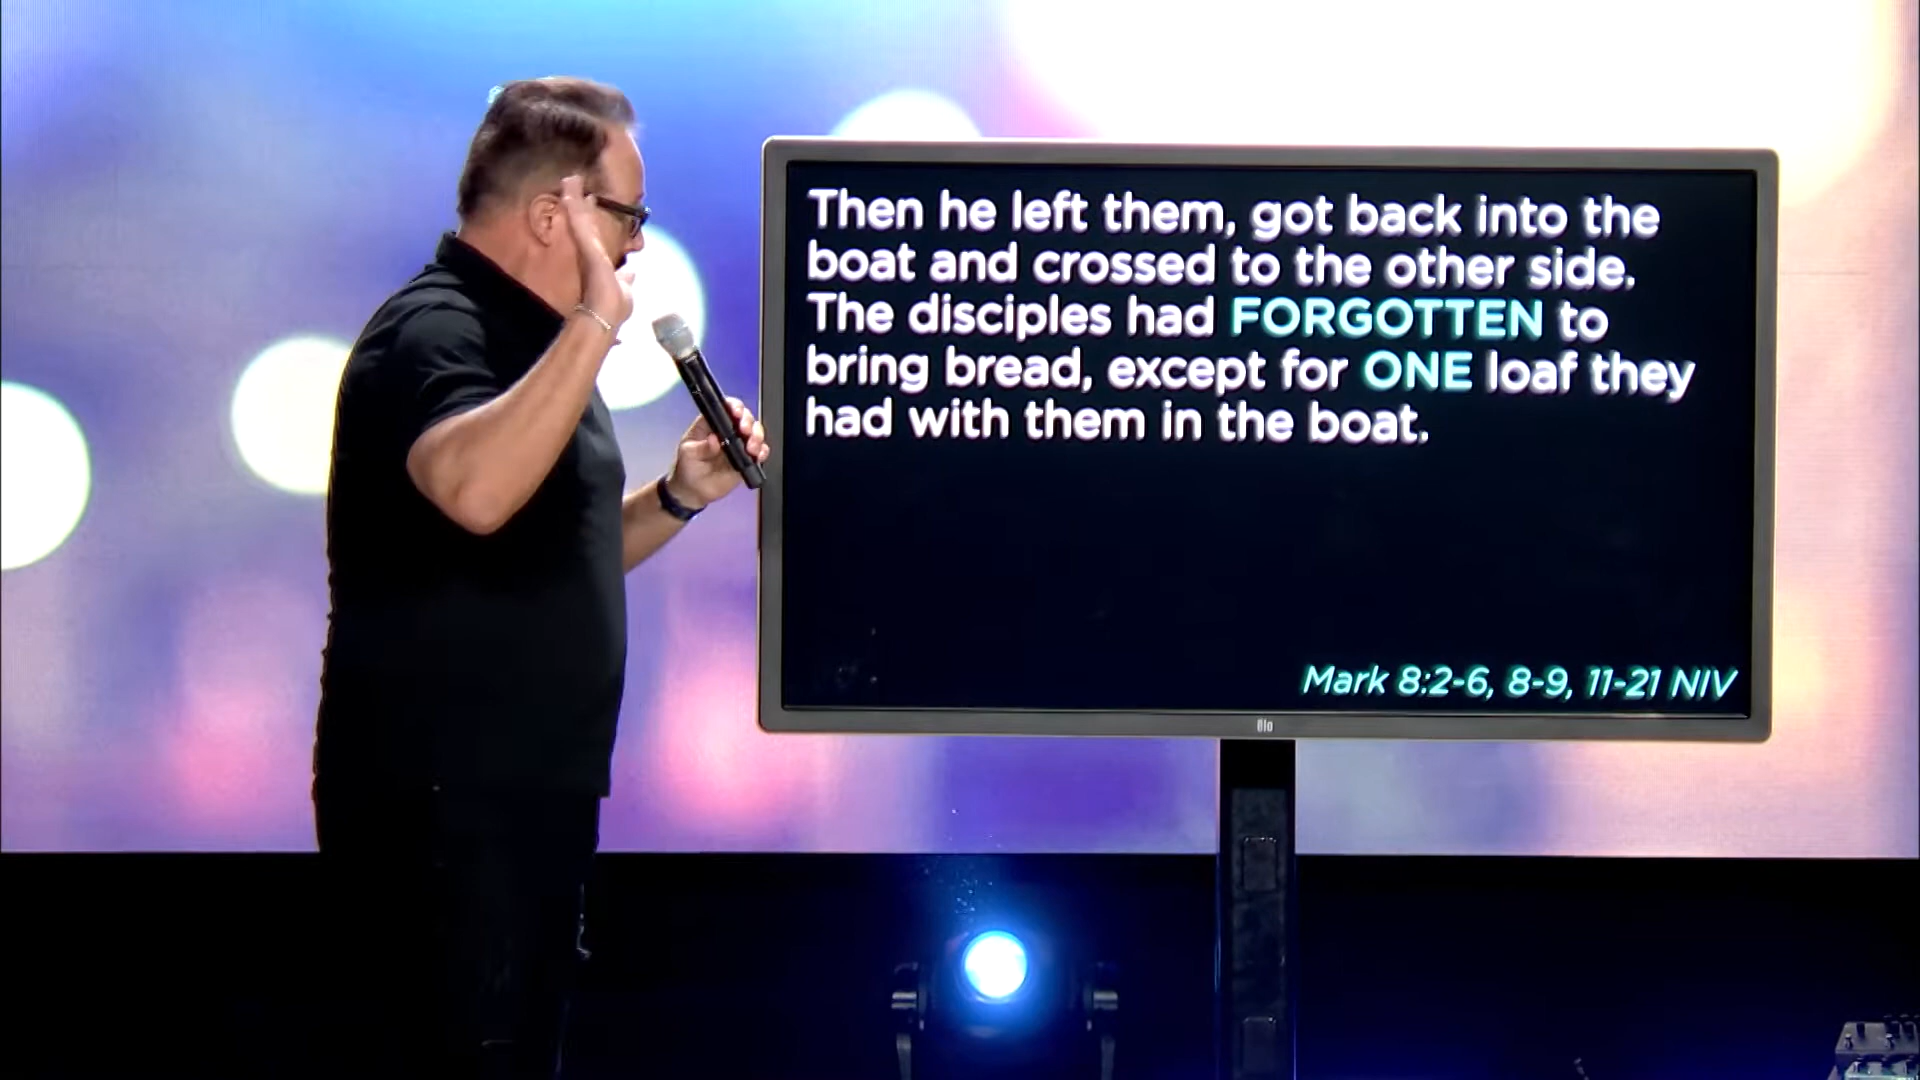 Then he left them, got back into the
boat and crossed to the other side.
The disciples had FORGOTTEN to
bring bread, except for ONE loaf they
had with them in the boat.
Mark 8:2-6, 8-9, 11-21 NIV
elo